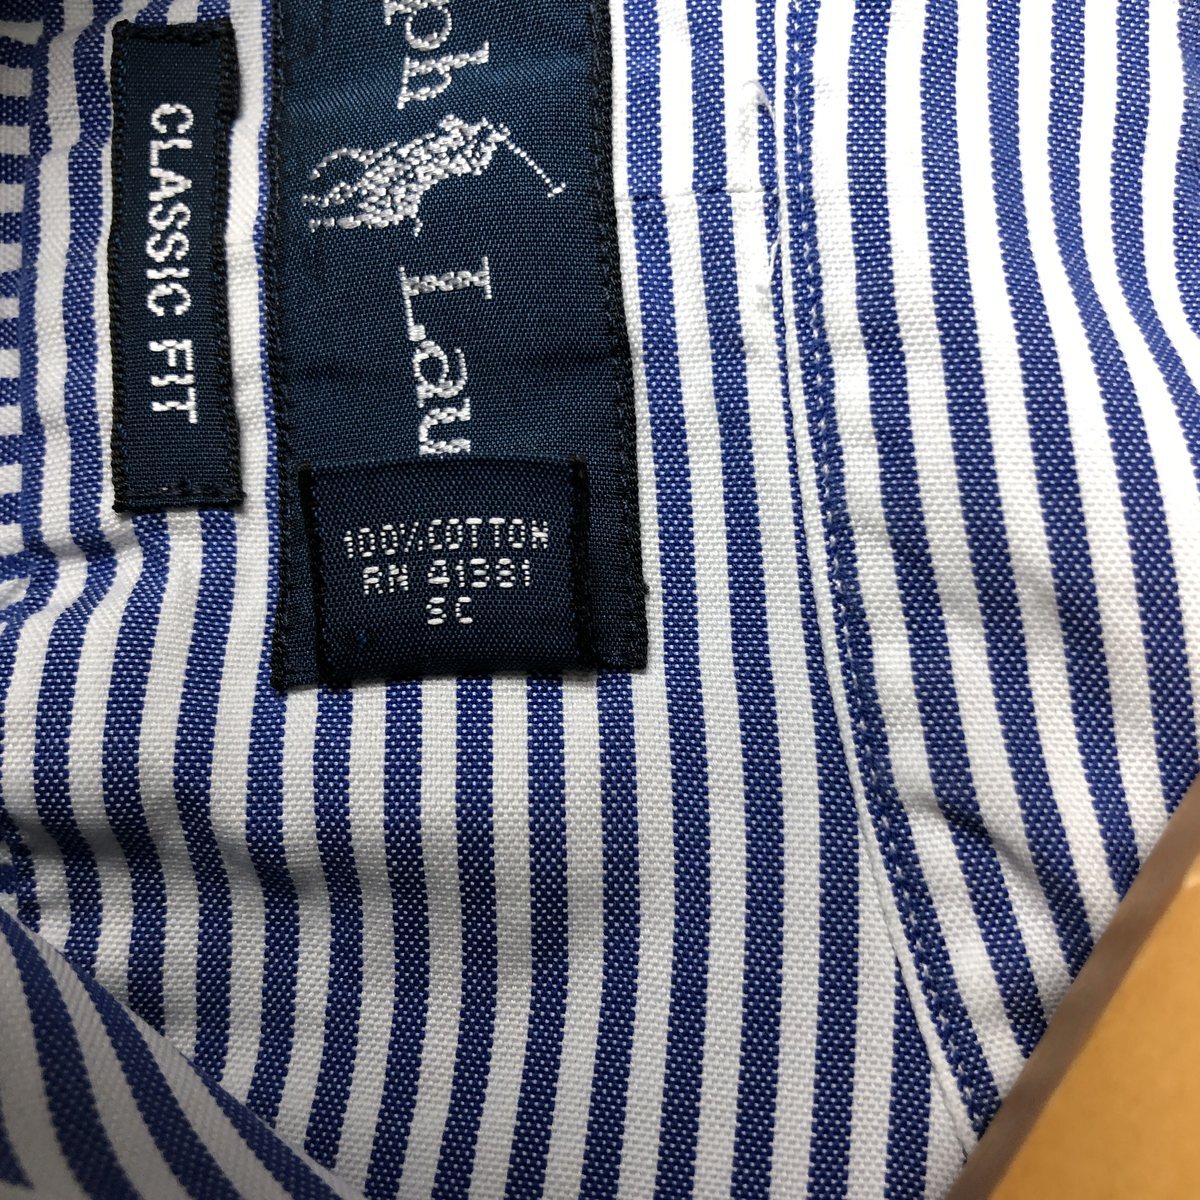 CLASSIC FIT
ph Lau
100% COTTON
RN 41381
8C